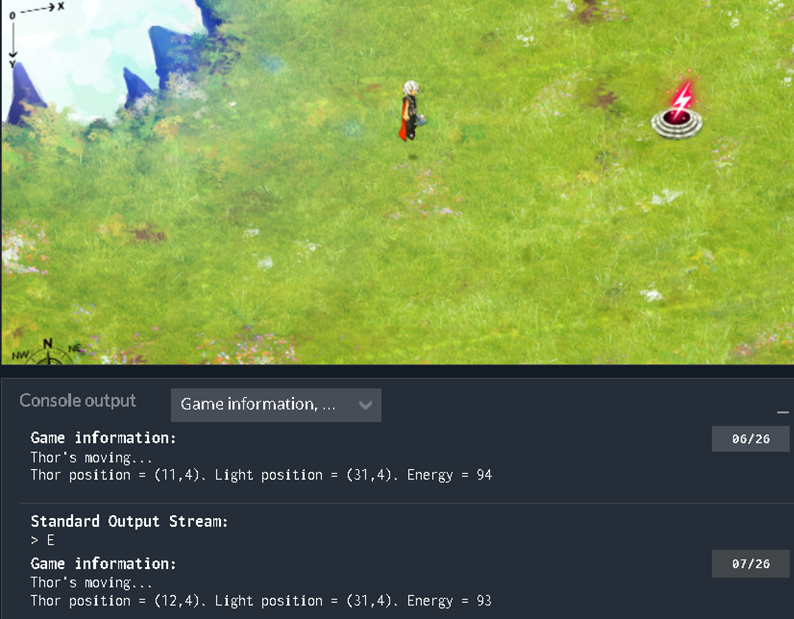 0 X
Y
NW N NE
Console output
Game information, ...
Game information:
06/26
Thor's moving...
Thor position = (11,4). Light position = (31,4). Energy = 94
Standard Output Stream:
> E
Game information:
07/26
Thor's moving...
Thor position = (12,4). Light position = (31,4). Energy = 93